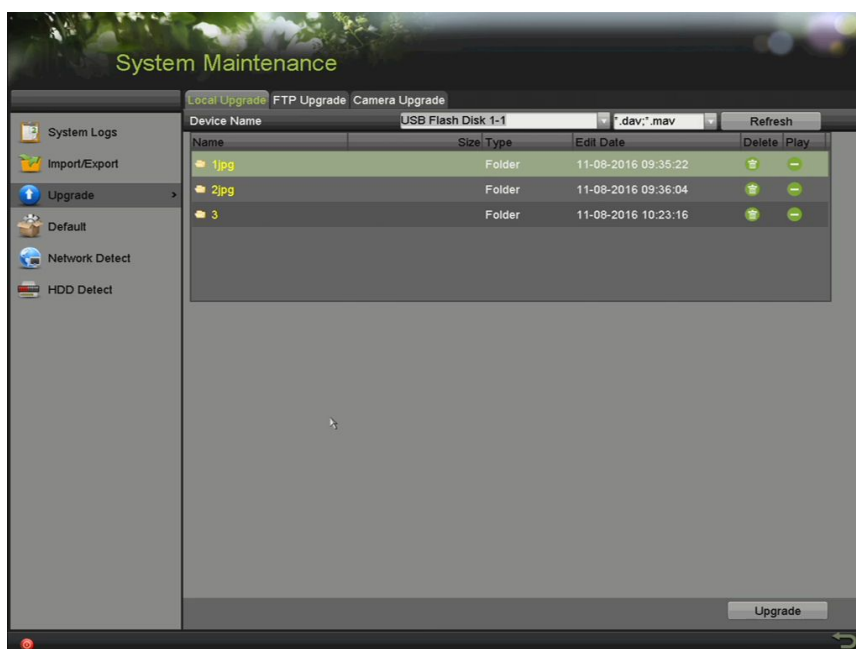 System Maintenance
Local Upgrade FTP Upgrade Camera Upgrade
System Logs
Import/Export
Upgrade >
Default
Network Detect
HDD Detect
Device Name USB Flash Disk 1-1 *.dav;*.mav Refresh
Name Size Type Edit Date Delete Play
1jpg Folder 11-08-2016 09:35:22
2jpg Folder 11-08-2016 09:36:04
3 Folder 11-08-2016 10:23:16
Upgrade